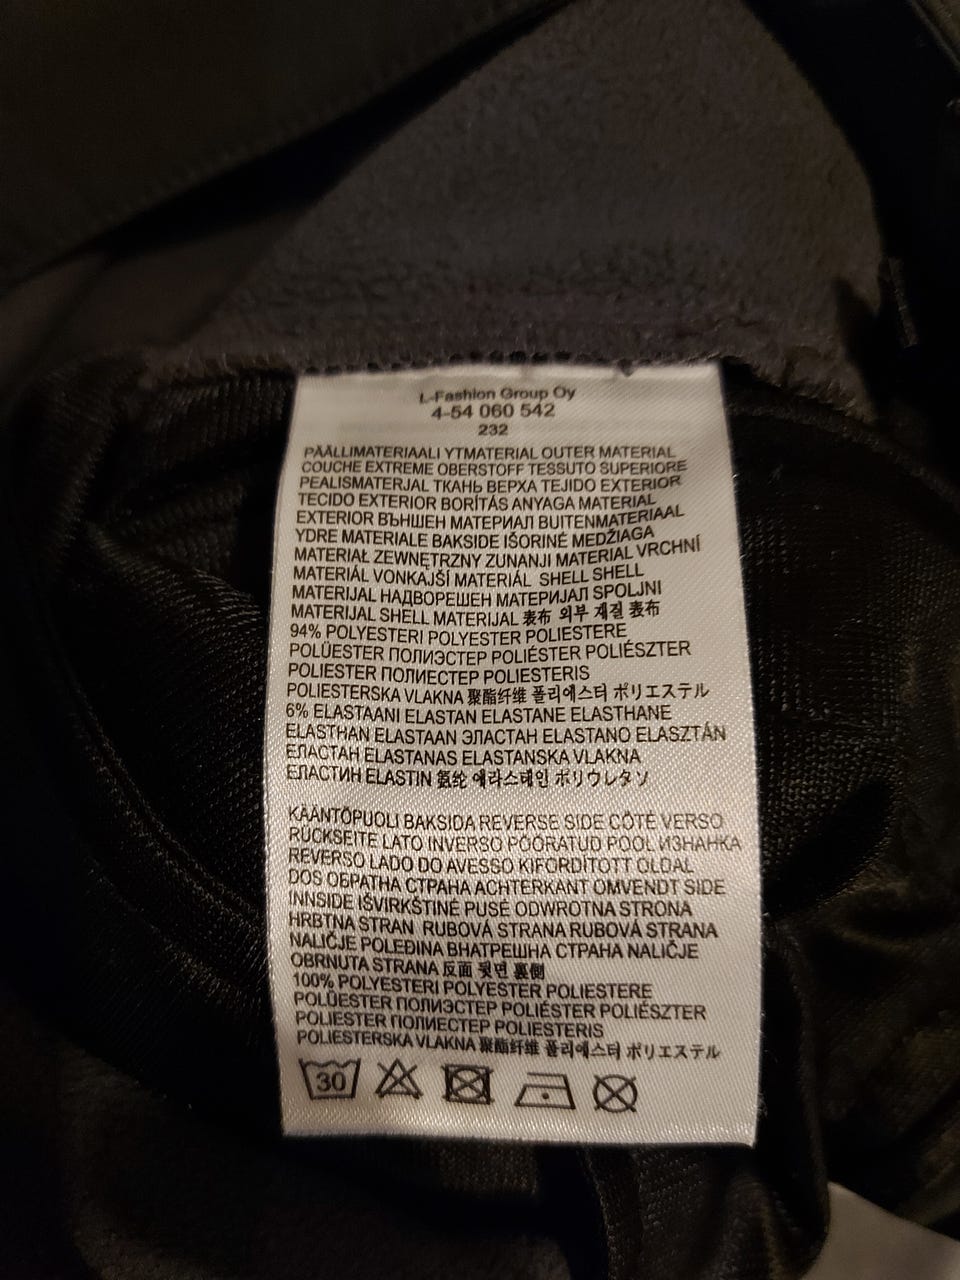 L-Fashion Group Oy
4-54 060 542
232
PÄÄLLIMATERIAALI YTMATERIAL OUTER MATERIAL
COUCHE EXTREME OBERSTOFF TESSUTO SUPERIORE
PEALISMATERJAL ТКАНЬ ВЕРХА TEJIDO EXTERIOR
TECIDO EXTERIOR BORÍTÁS ANYAGA MATERIAL
EXTERIOR ВЪНШЕН МАТЕРИАЛ BUITENMATERIAAL
YDRE MATERIALE BAKSIDE IŠORINĖ MEDŽIAGA
MATERIAŁ ZEWNĘTRZNY ZUNANJI MATERIAL VRCHNÍ
MATERIÁL VONKAJŠÍ MATERIÁL SHELL SHELL
MATERIJAL НАДВОРЕШЕН МАТЕРИЈАЛ SPOLJNI
MATERIJAL SHELL MATERIJAL 表布 외부 재질 表布
94% POLYESTERI POLYESTER POLIESTERE
POLÜESTER ПОЛИЭСТЕР POLIÉSTER POLIÉSZTER
POLIESTER ПОЛИЕСТЕР POLIESTERIS
POLIESTERSKA VLAKNA 聚酯纤维 폴리에스터 ポリエステル
6% ELASTAANI ELASTAN ELASTANE ELASTHANE
ELASTHAN ELASTAAN ЭЛАСТАН ELASTANO ELASZTÁN
ЕЛАСТАН ELASTANAS ELASTANSKA VLAKNA
ЕЛАСТИН ELASTIN 氨纶 에라스테인 ポリウレタソ
KÄÄNTÖPUOLI BAKSIDA REVERSE SIDE CÔTÉ VERSO
RÜCKSEITE LATO INVERSO PÖÖRATUD POOL ИЗНАНКА
REVERSO LADO DO AVESSO KIFORDÍTOTT OLDAL
DOS ОБРАТНА СТРАНА ACHTERKANT OMVENDT SIDE
INNSIDE IŠVIRKŠTINĖ PUSĖ ODWROTNA STRONA
HRBTNA STRAN RUBOVÁ STRANA RUBOVÁ STRANA
NALIČJE POLEĐINA ВНАТРЕШНА СТРАНА NALIČJE
OBRNUTA STRANA 反面 뒷면 裏側
100% POLYESTERI POLYESTER POLIESTERE
POLÜESTER ПОЛИЭСТЕР POLIÉSTER POLIÉSZTER
POLIESTER ПОЛИЕСТЕР POLIESTERIS
POLIESTERSKA VLAKNA 聚酯纤维 폴리에스터 ポリエステル
30